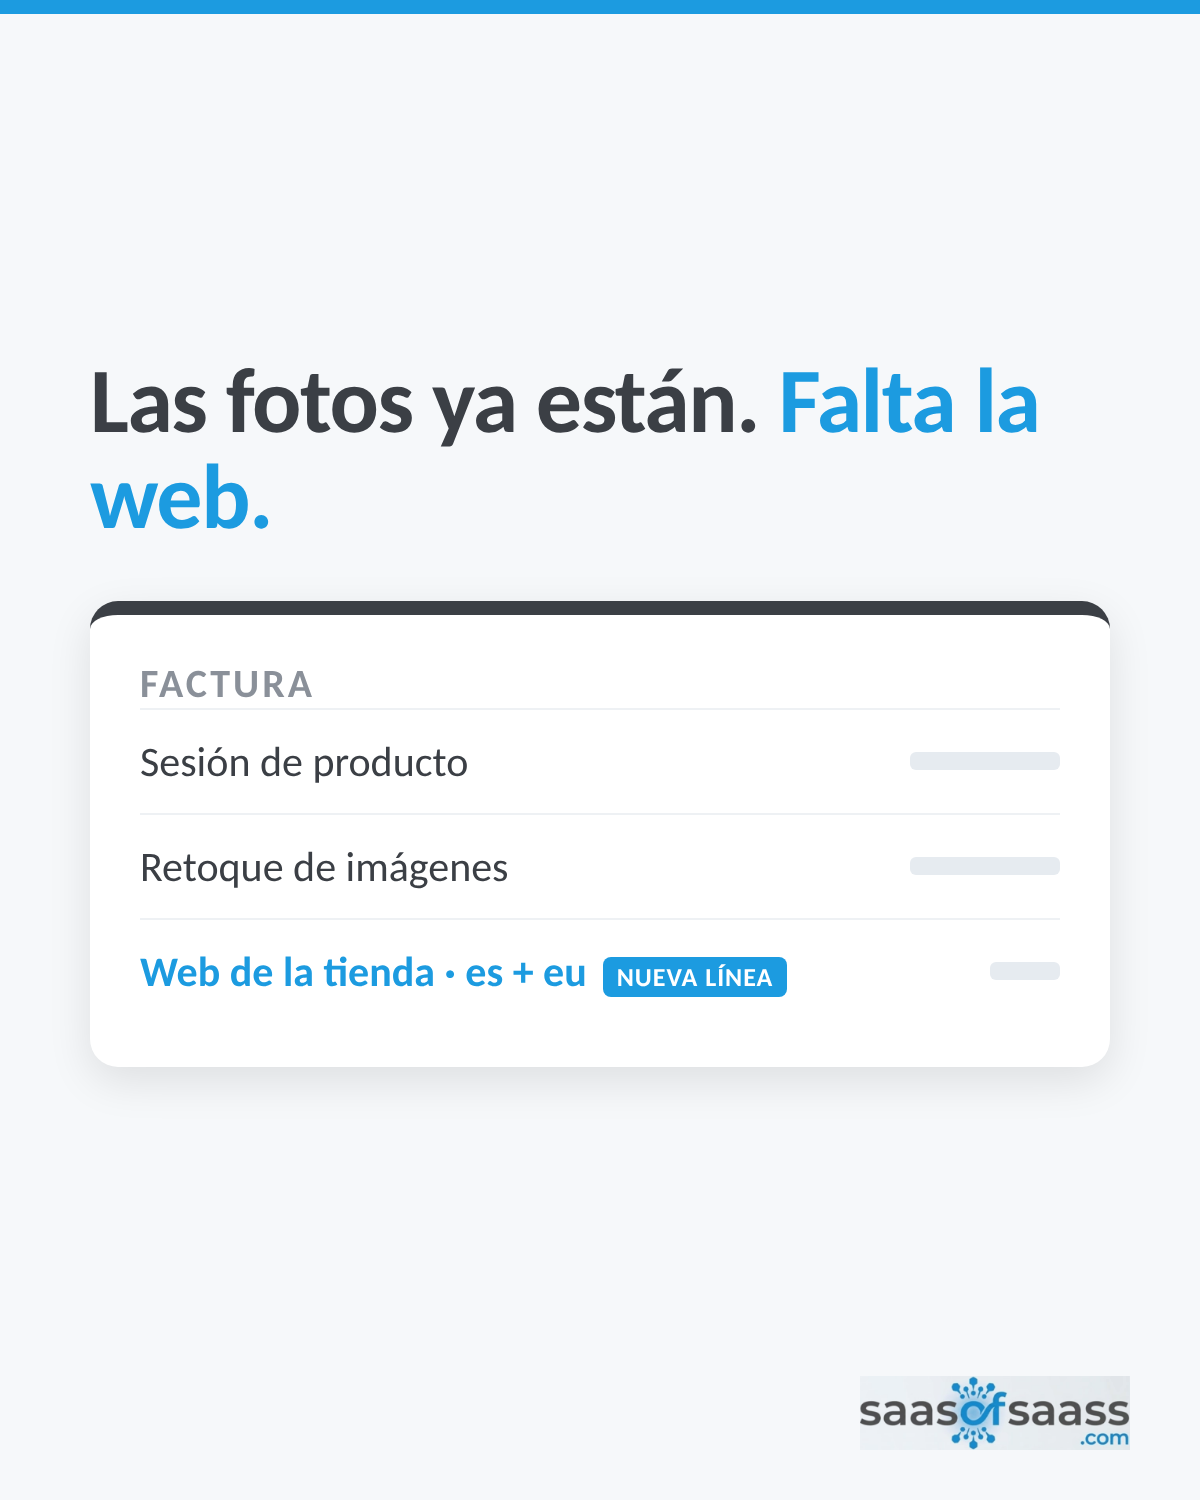 Las fotos ya están. Falta la
web.
FACTURA
Sesión de producto
Retoque de imágenes
Web de la tienda · es + eu NUEVA LÍNEA
saasofsaass
.com